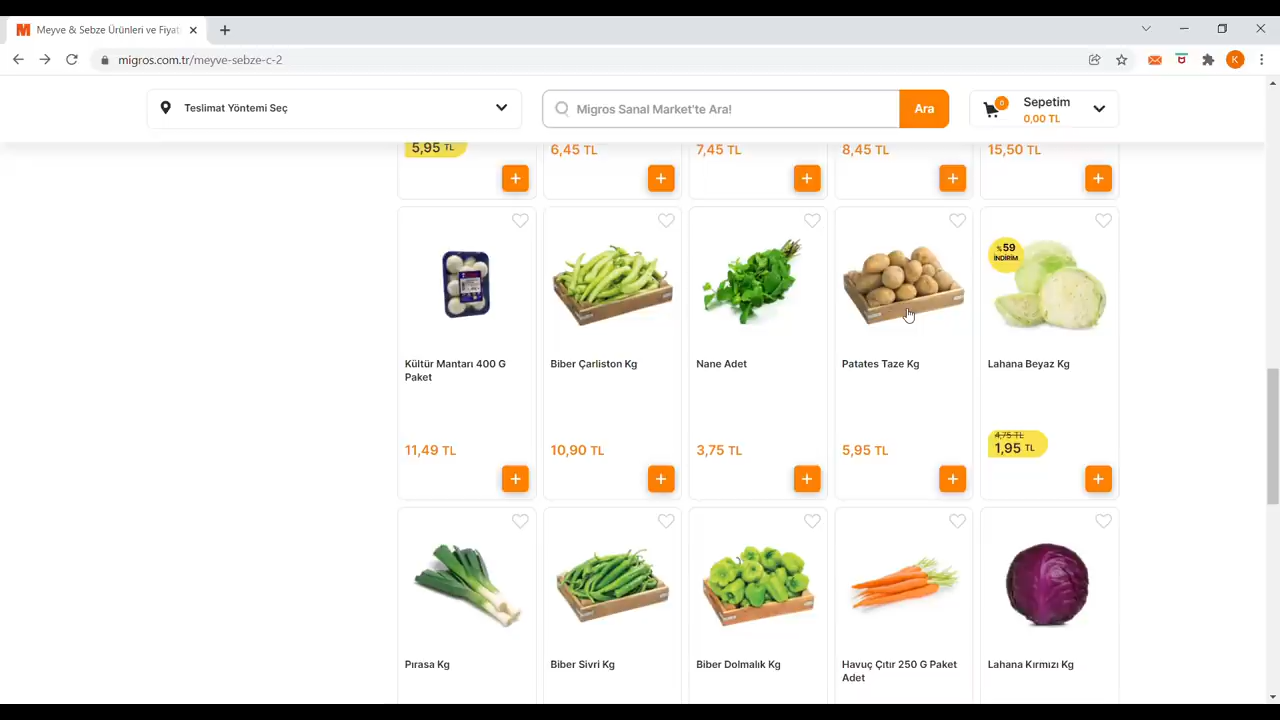 Meyve & Sebze Ürünleri ve Fiyat
migros.com.tr/meyve-sebze-c-2
K
Teslimat Yöntemi Seç
Migros Sanal Market'te Ara!
Ara
0
Sepetim
0,00 TL
5,95 TL
6,45 TL
7,45 TL
8,45 TL
15,50 TL
%59
İNDİRİM
Kültür Mantarı 400 G
Paket
Biber Çarliston Kg
Nane Adet
Patates Taze Kg
Lahana Beyaz Kg
11,49 TL
10,90 TL
3,75 TL
5,95 TL
4,75 TL
1,95 TL
Pırasa Kg
Biber Sivri Kg
Biber Dolmalık Kg
Havuç Çıtır 250 G Paket
Adet
Lahana Kırmızı Kg